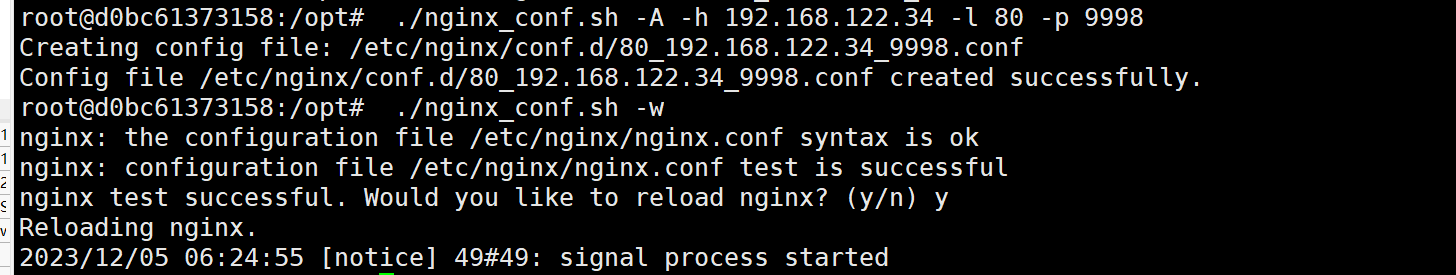 root@d0bc61373158:/opt#  ./nginx_conf.sh -A -h 192.168.122.34 -l 80 -p 9998
Creating config file: /etc/nginx/conf.d/80_192.168.122.34_9998.conf
Config file /etc/nginx/conf.d/80_192.168.122.34_9998.conf created successfully.
root@d0bc61373158:/opt#  ./nginx_conf.sh -w
nginx: the configuration file /etc/nginx/nginx.conf syntax is ok
nginx: configuration file /etc/nginx/nginx.conf test is successful
nginx test successful. Would you like to reload nginx? (y/n) y
Reloading nginx.
2023/12/05 06:24:55 [notice] 49#49: signal process started